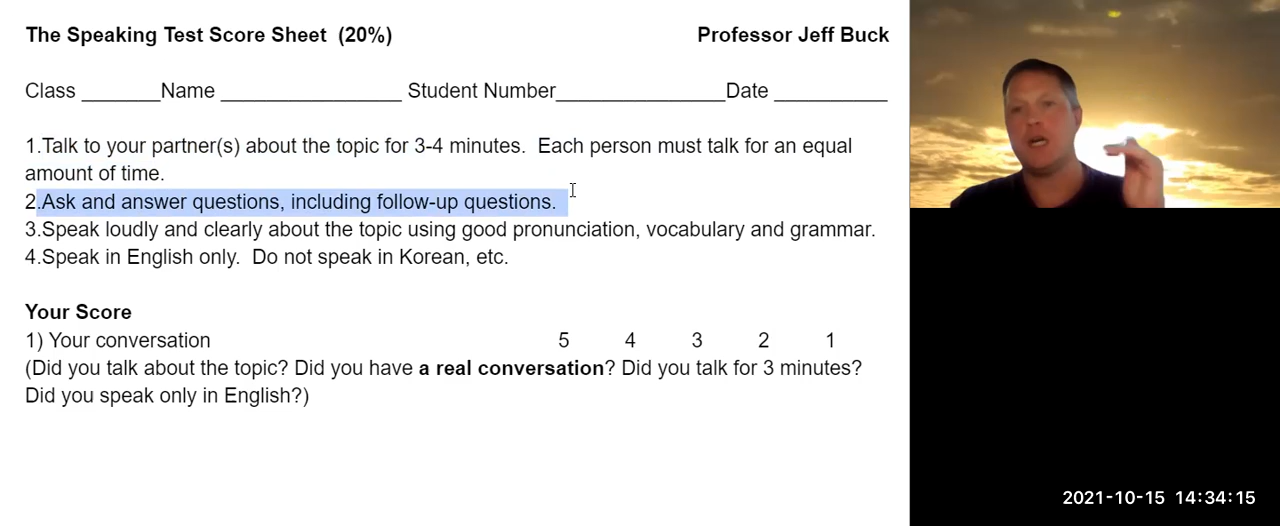 The Speaking Test Score Sheet (20%) Professor Jeff Buck
Class _______Name ________________ Student Number_______________Date __________
1.Talk to your partner(s) about the topic for 3-4 minutes. Each person must talk for an equal
amount of time.
2.Ask and answer questions, including follow-up questions.
3.Speak loudly and clearly about the topic using good pronunciation, vocabulary and grammar.
4.Speak in English only. Do not speak in Korean, etc.
Your Score
1) Your conversation 5 4 3 2 1
(Did you talk about the topic? Did you have a real conversation? Did you talk for 3 minutes?
Did you speak only in English?)
2021-10-15 14:34:15